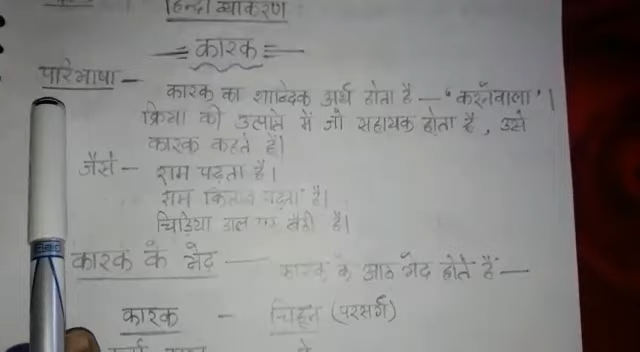 हिन्दी व्याकरण
कारक
परिभाषा —
कारक का शाब्दिक अर्थ होता है — 'करनेवाला'।
क्रिया की उत्पत्ति में जो सहायक होता है, उसे
कारक कहते हैं।
जैसे — राम पढ़ता है।
राम किताब पढ़ता है।
चिड़िया डाल पर बैठी है।
कारक के भेद — कारक के आठ भेद होते हैं —
कारक — चिह्न (परसर्ग)